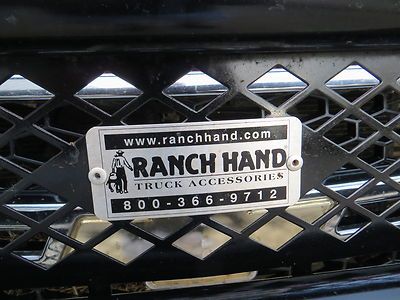 www.ranchhand.com
RANCH HAND
TRUCK ACCESSORIES
800-366-9712